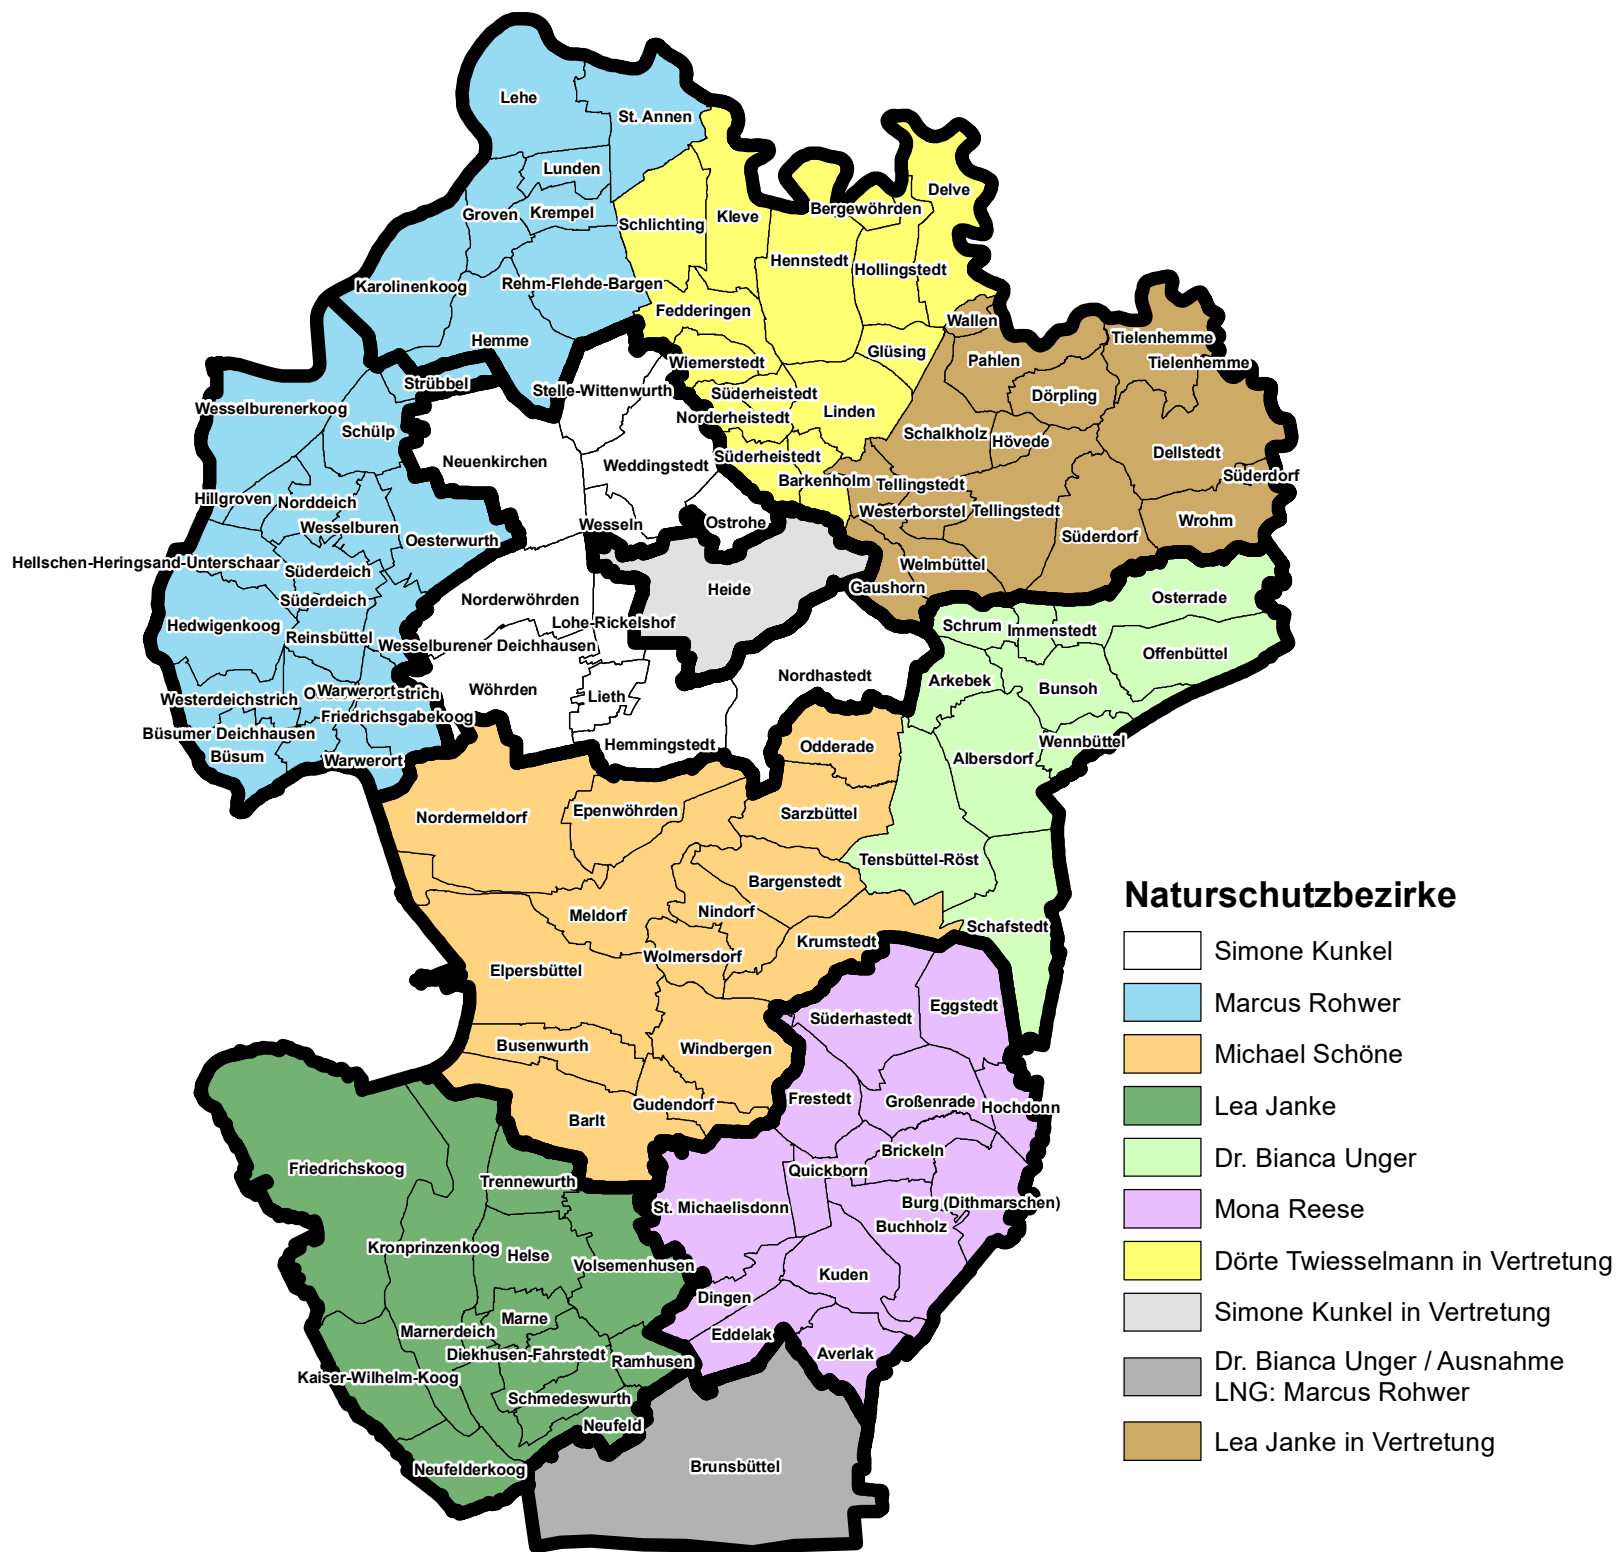 Lehe
St. Annen
Lunden
Delve
Groven
Krempel
Schlichting
Kleve
Bergewöhrden
Hennstedt
Hollingstedt
Karolinenkoog
Rehm-Flehde-Bargen
Fedderingen
Wallen
Hemme
Glüsing
Tielenhemme
Wiemerstedt
Pahlen
Tielenhemme
Strübbel
Stelle-Wittenwurth
Süderheistedt
Dörpling
Wesselburenerkoog
Norderheistedt
Linden
Schülp
Schalkholz
Hövede
Neuenkirchen
Weddingstedt
Süderheistedt
Dellstedt
Barkenholm
Tellingstedt
Süderdorf
Hillgroven
Norddeich
Wesselburen
Wesseln
Ostrohe
Westerborstel
Tellingstedt
Wrohm
Oesterwurth
Süderdorf
Hellschen-Heringsand-Unterschaar
Süderdeich
Welmbüttel
Heide
Gaushorn
Süderdeich
Norderwöhrden
Osterrade
Hedwigenkoog
Reinsbüttel
Lohe-Rickelshof
Schrum
Immenstedt
Wesselburener Deichhausen
Offenbüttel
Westerdeichstrich
Warwerort
Wöhrden
Lieth
Nordhastedt
Arkebek
Bunsoh
Friedrichsgabekoog
Büsumer Deichhausen
Hemmingstedt
Odderade
Wennbüttel
Büsum
Warwerort
Albersdorf
Nordermeldorf
Epenwöhrden
Sarzbüttel
Tensbüttel-Röst
Bargenstedt
Meldorf
Nindorf
Schafstedt
Krumstedt
Wolmersdorf
Elpersbüttel
Eggstedt
Süderhastedt
Busenwurth
Windbergen
Frestedt
Großenrade
Hochdonn
Gudendorf
Barlt
Brickeln
Friedrichskoog
Quickborn
Trennewurth
St. Michaelisdonn
Burg (Dithmarschen)
Buchholz
Kronprinzenkoog
Helse
Volsemenhusen
Kuden
Dingen
Marne
Marnerdeich
Eddelak
Diekhusen-Fahrstedt
Ramhusen
Averlak
Kaiser-Wilhelm-Koog
Schmedeswurth
Neufeld
Neufelderkoog
Brunsbüttel
Naturschutzbezirke
Simone Kunkel
Marcus Rohwer
Michael Schöne
Lea Janke
Dr. Bianca Unger
Mona Reese
Dörte Twiesselmann in Vertretung
Simone Kunkel in Vertretung
Dr. Bianca Unger / Ausnahme
LNG: Marcus Rohwer
Lea Janke in Vertretung